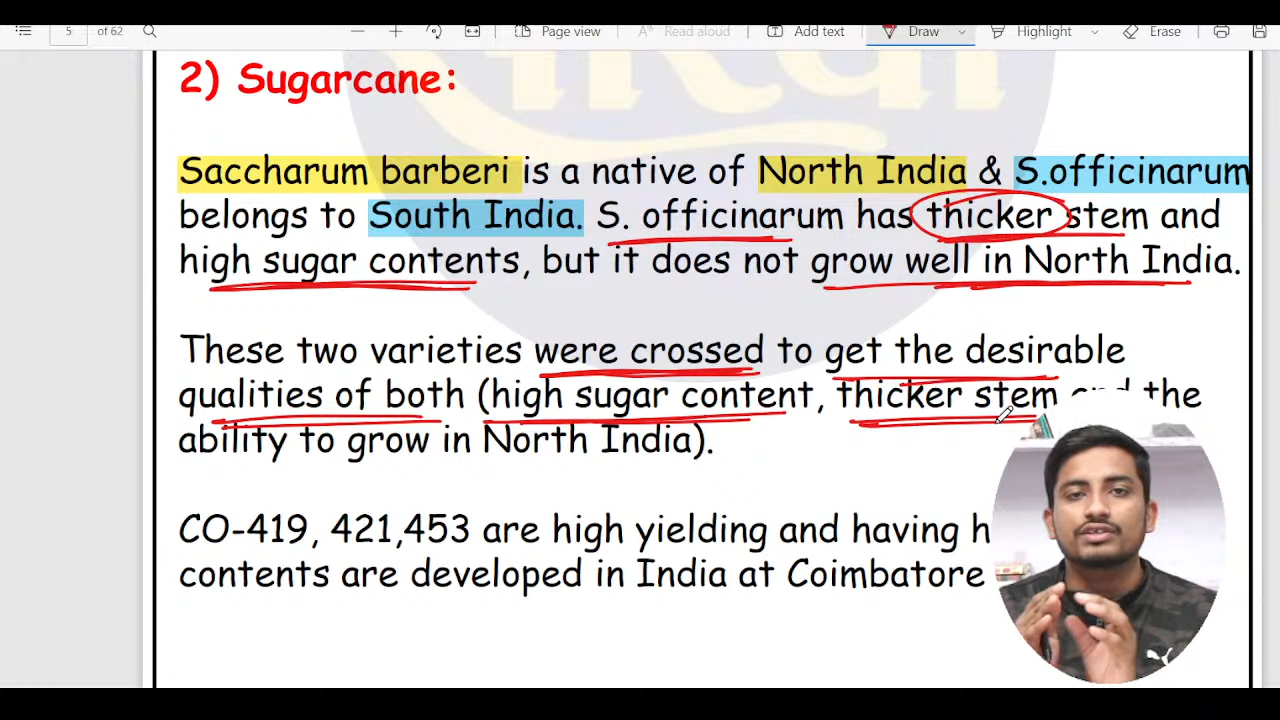 5 of 62 Page view Read aloud Add text Draw Highlight Erase
2) Sugarcane:
Saccharum barberi is a native of North India & S.officinarum
belongs to South India. S. officinarum has thicker stem and
high sugar contents, but it does not grow well in North India.
These two varieties were crossed to get the desirable
qualities of both (high sugar content, thicker stem and the
ability to grow in North India).
CO-419, 421,453 are high yielding and having
contents are developed in India at Coimbatore